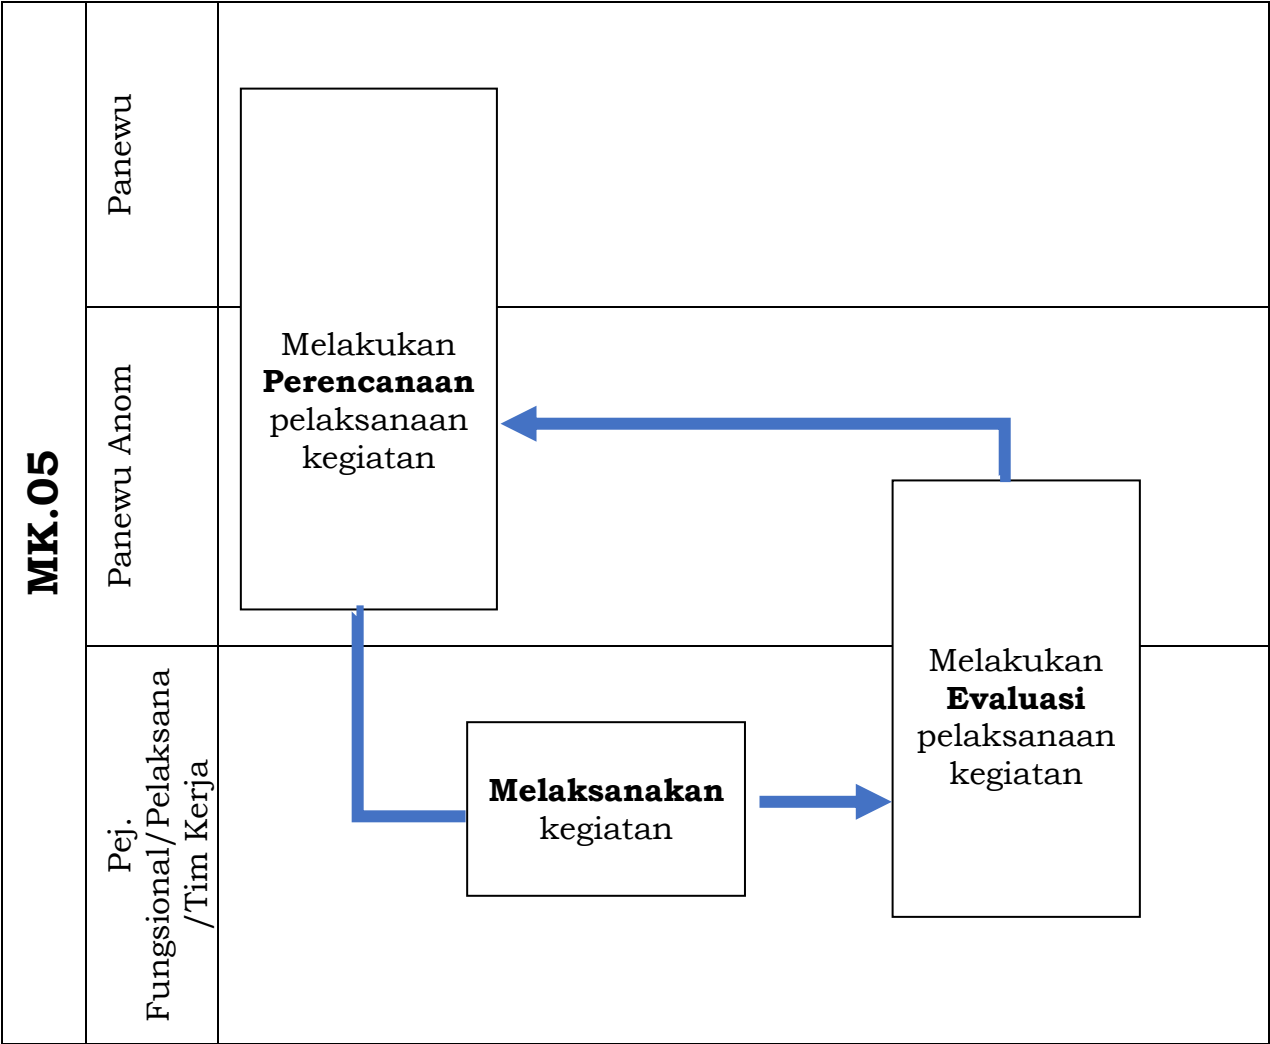 MK.05
Panewu
Melakukan
Perencanaan
pelaksanaan
kegiatan
Panewu Anom
Pej.
Fungsional/Pelaksana
/Tim Kerja
Melaksanakan
kegiatan
Melakukan
Evaluasi
pelaksanaan
kegiatan